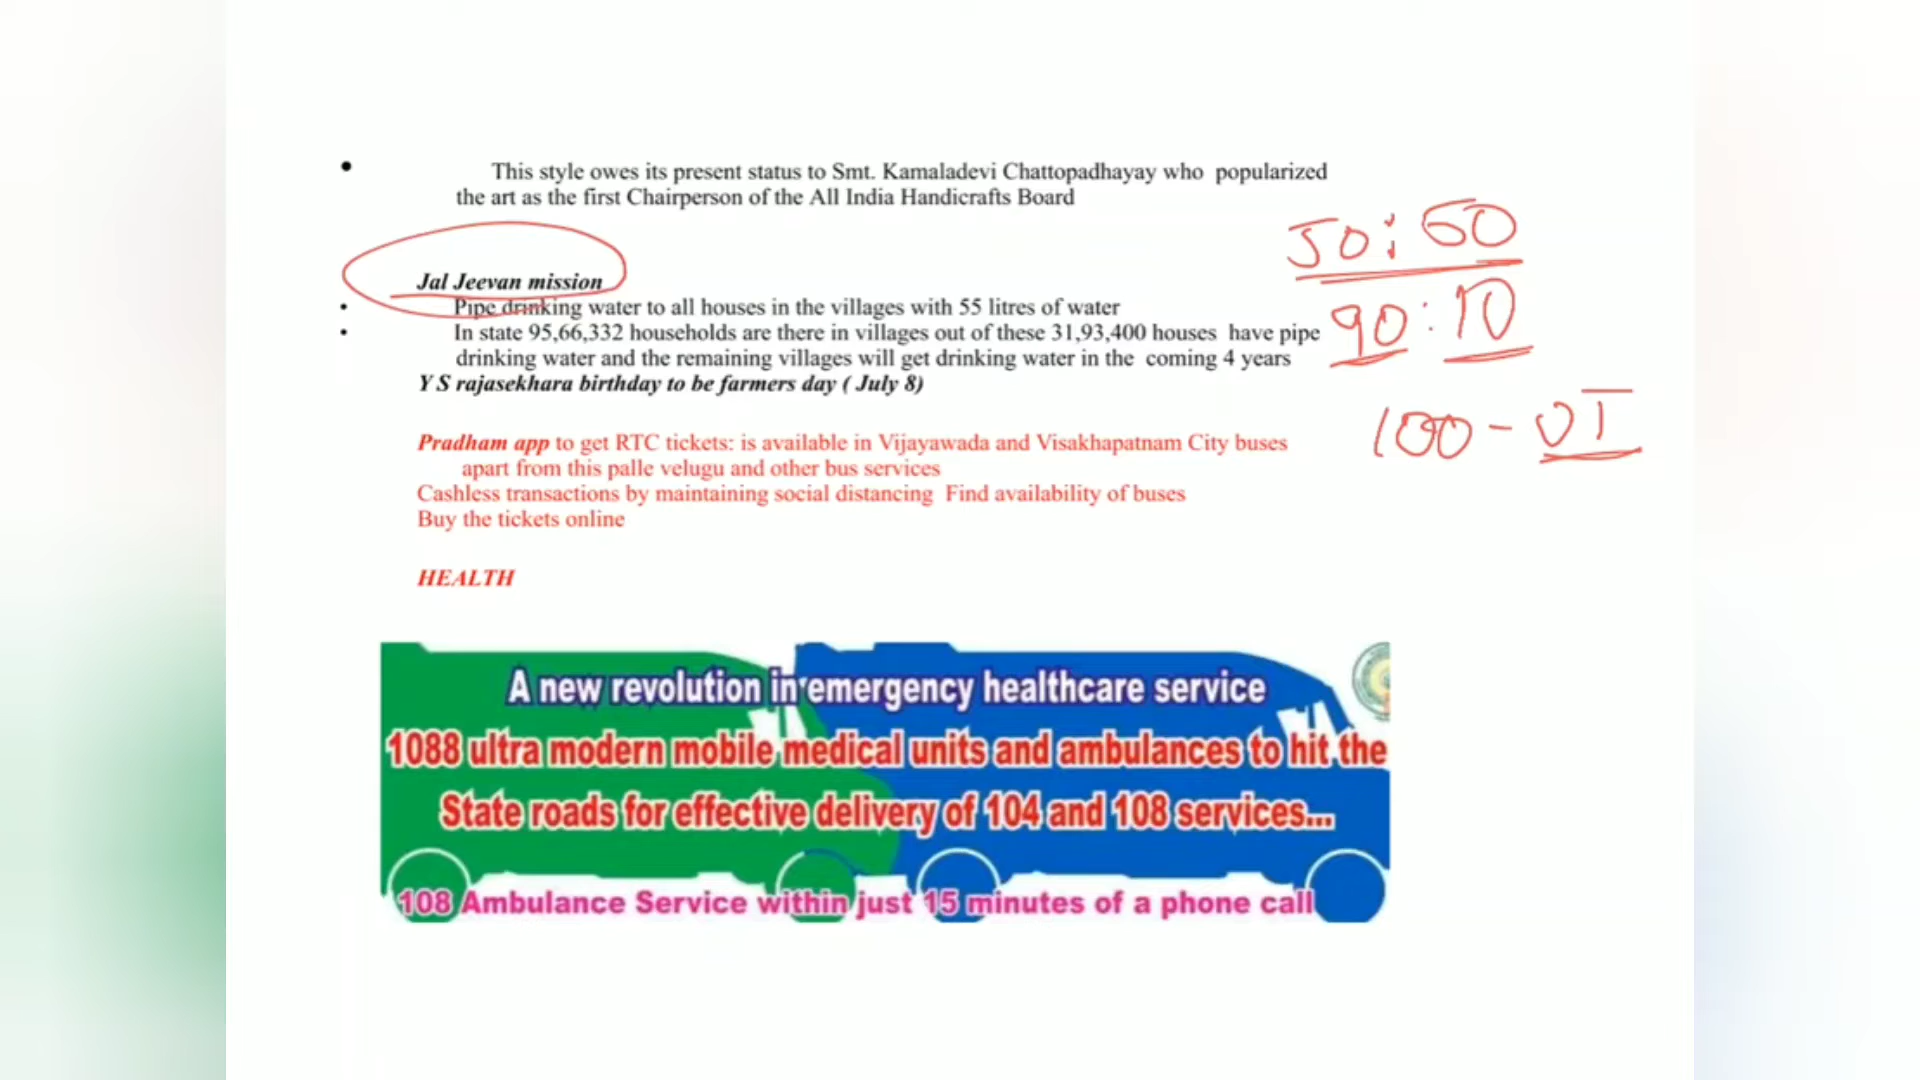 • This style owes its present status to Smt. Kamaladevi Chattopadhayay who popularized
the art as the first Chairperson of the All India Handicrafts Board
50:50
Jal Jeevan mission
• Pipe drinking water to all houses in the villages with 55 litres of water
90:10
• In state 95,66,332 households are there in villages out of these 31,93,400 houses have pipe
drinking water and the remaining villages will get drinking water in the coming 4 years
Y S rajasekhara birthday to be farmers day ( July 8)
100 - UT
Pradham app to get RTC tickets: is available in Vijayawada and Visakhapatnam City buses
apart from this palle velugu and other bus services
Cashless transactions by maintaining social distancing Find availability of buses
Buy the tickets online
HEALTH
A new revolution in emergency healthcare service
1088 ultra modern mobile medical units and ambulances to hit the
State roads for effective delivery of 104 and 108 services...
108 Ambulance Service within just 15 minutes of a phone call